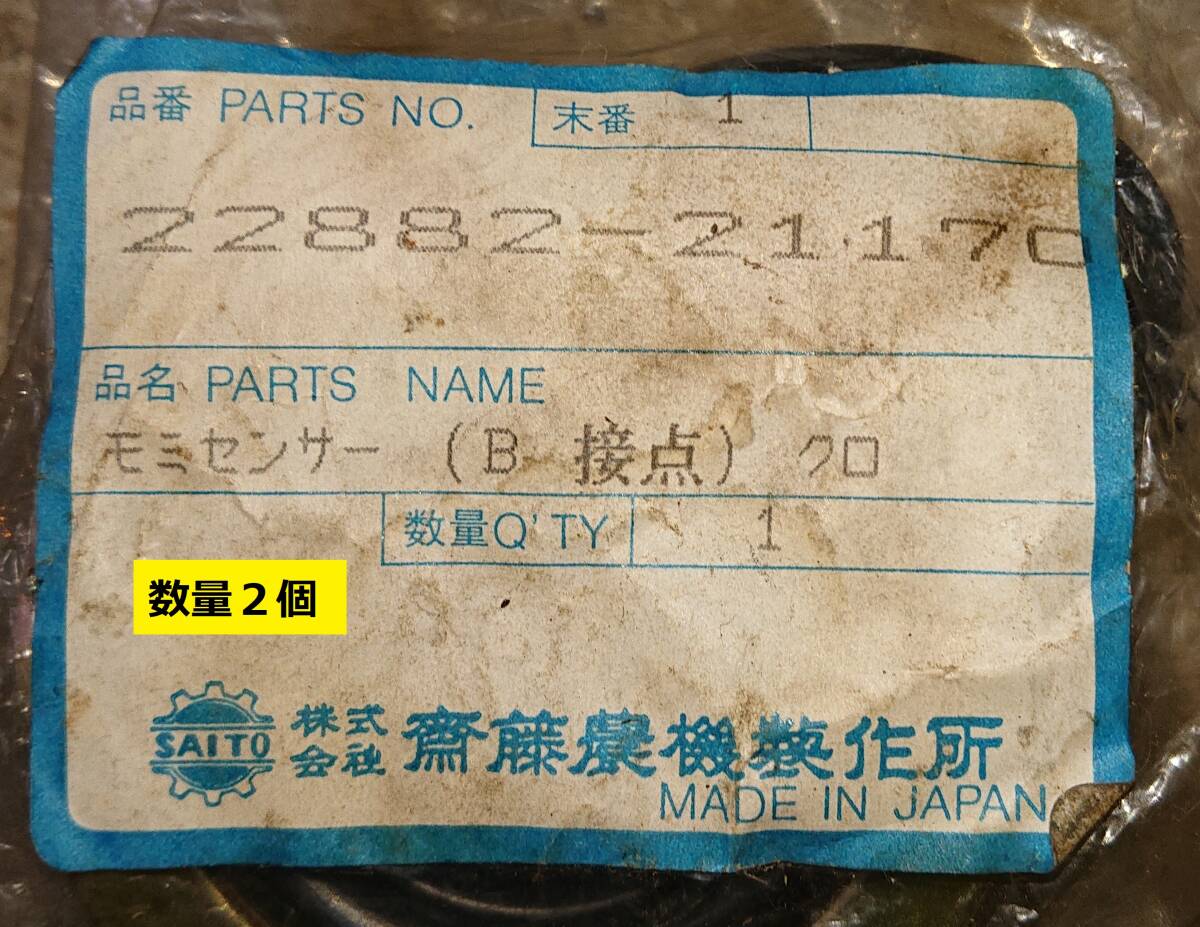 品番 PARTS NO. 末番 1
22882-21170
品名 PARTS NAME
モミセンサー (B 接点) クロ
数量Q'TY 1
数量２個
SAITO 株式会社 齋藤農機製作所
MADE IN JAPAN